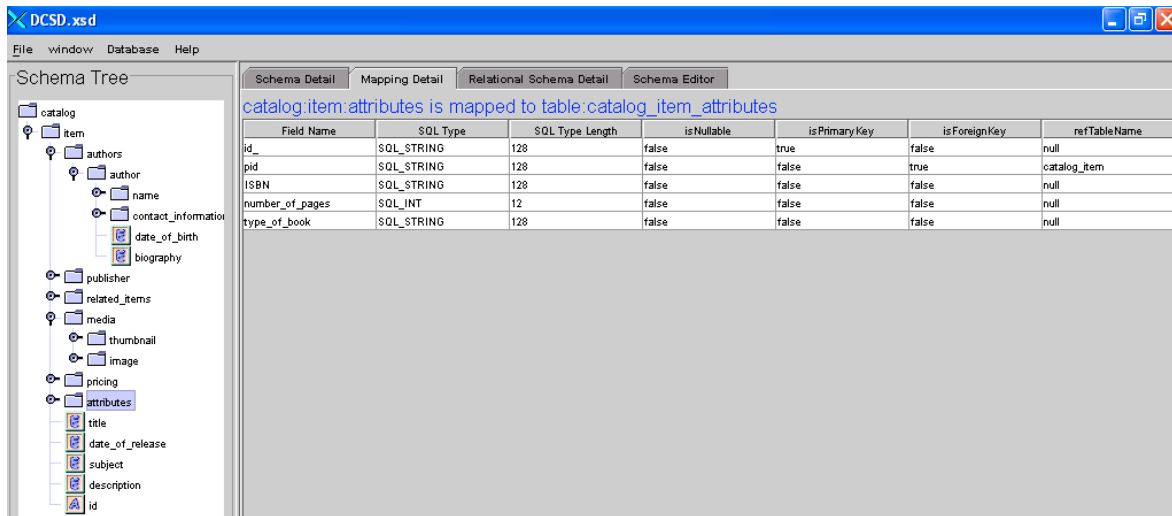 DCSD.xsd
File window Database Help
Schema Tree
catalog
item
authors
author
name
contact_information
date_of_birth
biography
publisher
related_items
media
thumbnail
image
pricing
attributes
title
date_of_release
subject
description
id
Schema Detail Mapping Detail Relational Schema Detail Schema Editor
catalog:item:attributes is mapped to table:catalog_item_attributes
Field Name SQL Type SQL Type Length isNullable isPrimaryKey isForeignKey refTableName
id_ SQL_STRING 128 false true false null
pid SQL_STRING 128 false false true catalog_item
ISBN SQL_STRING 128 false false false null
number_of_pages SQL_INT 12 false false false null
type_of_book SQL_STRING 128 false false false null